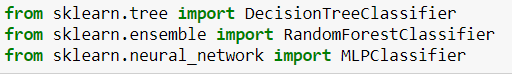 from sklearn.tree import DecisionTreeClassifier
from sklearn.ensemble import RandomForestClassifier
from sklearn.neural_network import MLPClassifier